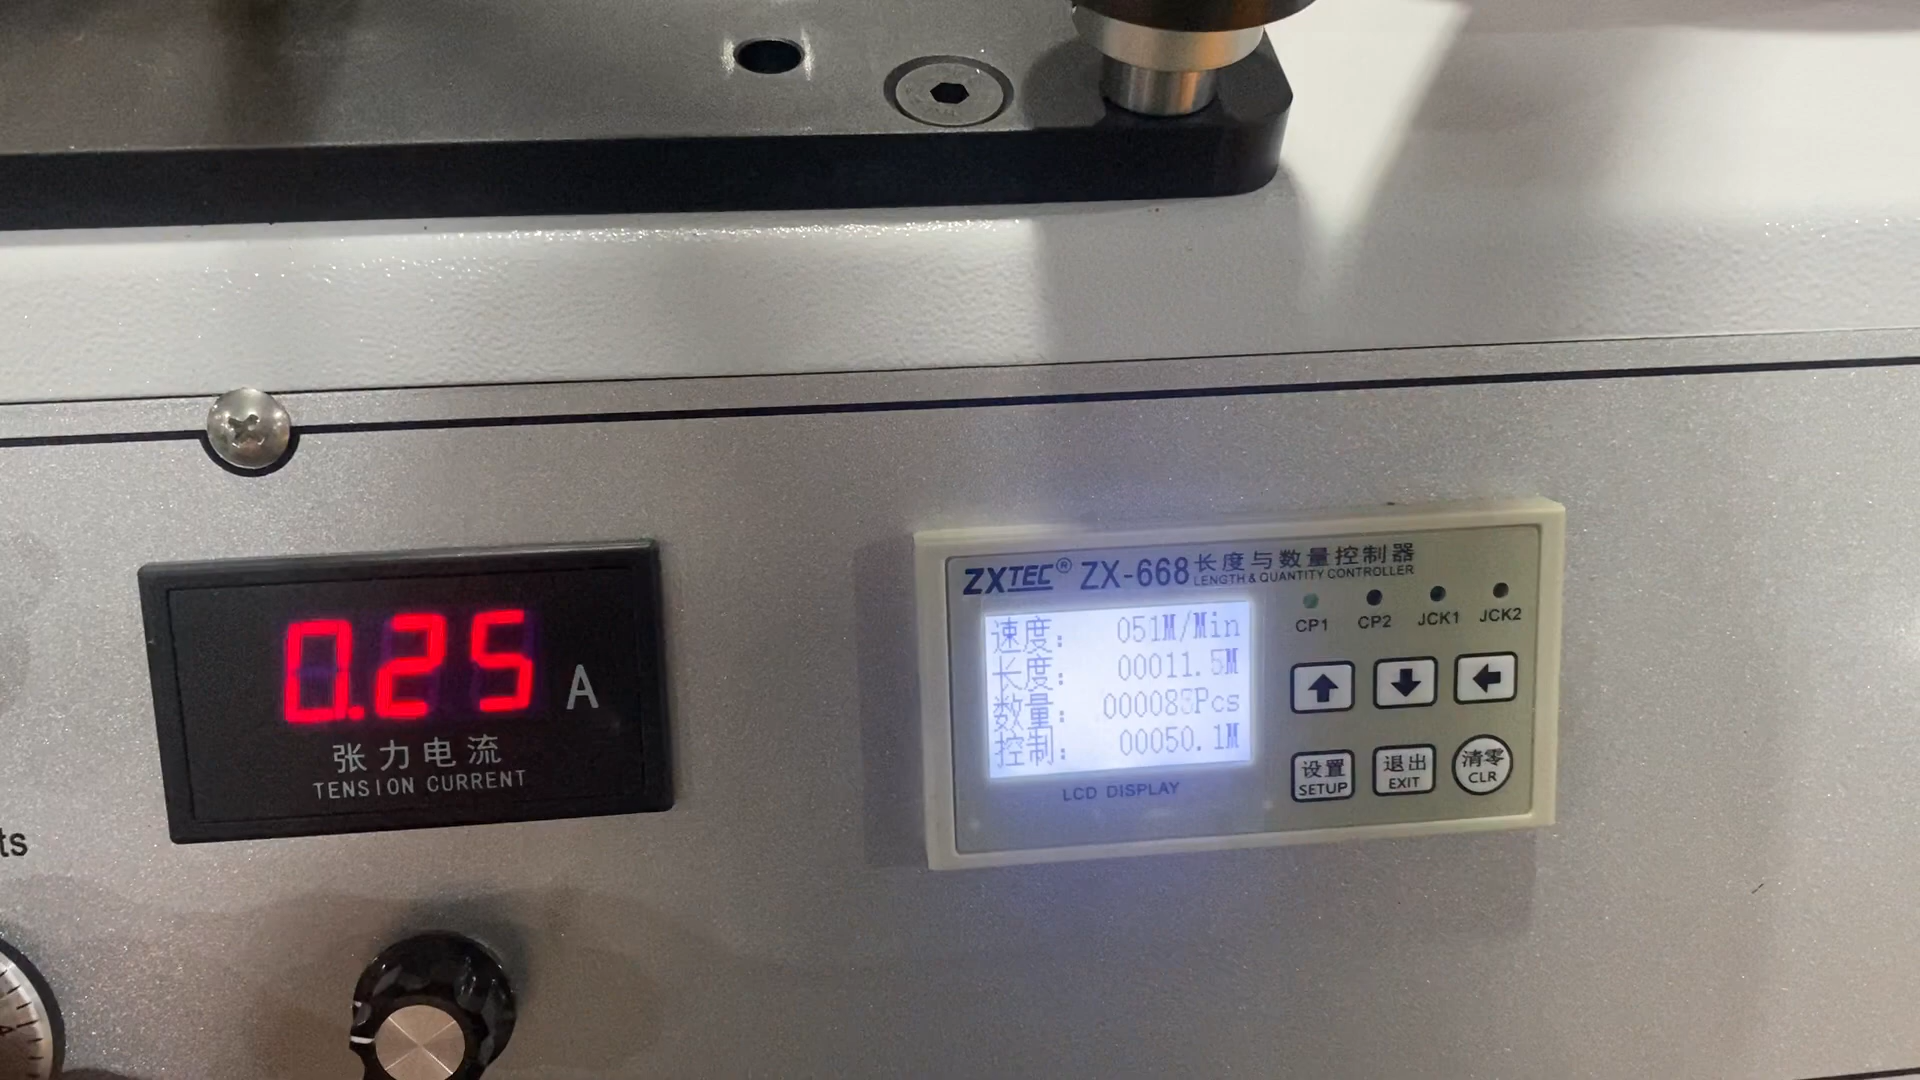 0.25 A
张力电流
TENSION CURRENT
ts
ZXTEC® ZX-668 长度与数量控制器
LENGTH & QUANTITY CONTROLLER
速度: 051M/Min
长度: 00011.5M
数量: 000083Pcs
控制: 00050.1M
LCD DISPLAY
CP1 CP2 JCK1 JCK2
设置 SETUP
退出 EXIT
清零 CLR